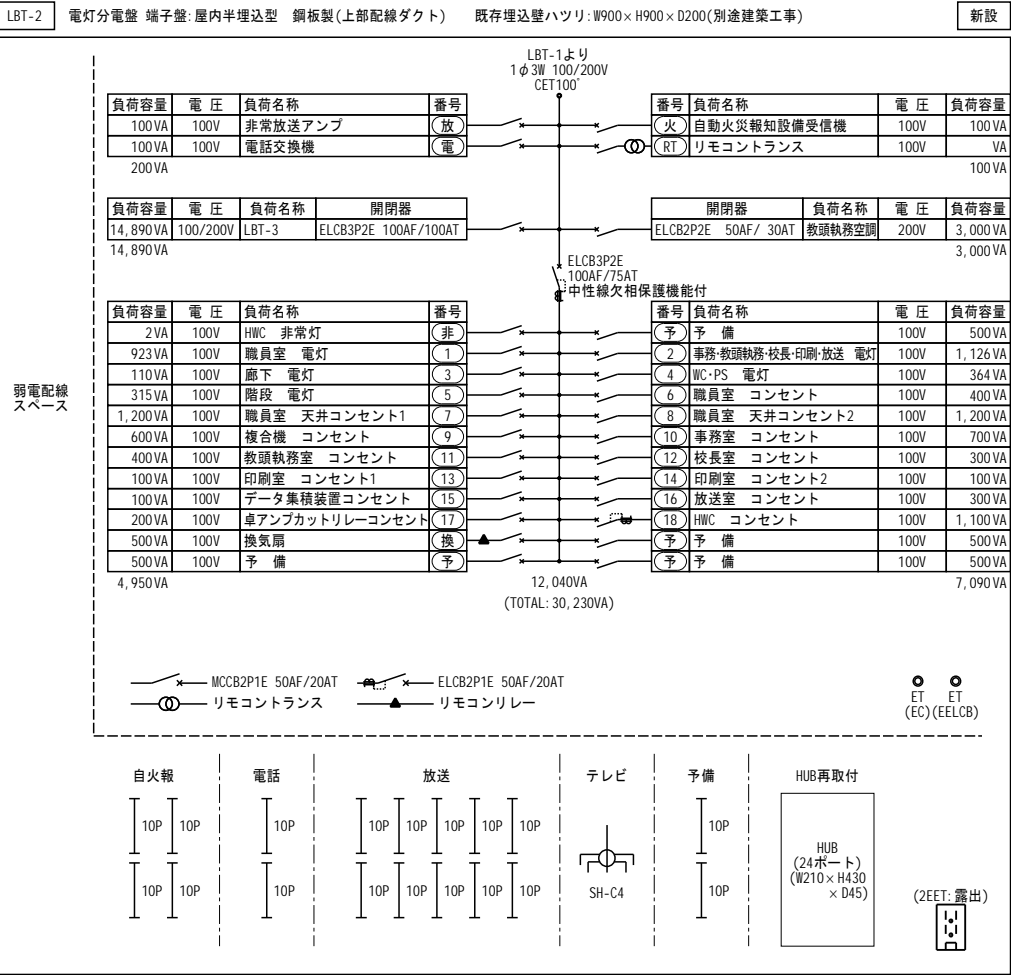 LBT-2 電灯分電盤 端子盤:屋内半埋込型 鋼板製(上部配線ダクト) 既存埋込壁ハツリ:W900×H900×D200(別途建築工事) 新設
LBT-1より
1φ3W 100/200V
CET100°
負荷容量 電 圧 負荷名称 番号 番号 負荷名称 電 圧 負荷容量
100VA 100V 非常放送アンプ 放 火 自動火災報知設備受信機 100V 100VA
100VA 100V 電話交換機 電 RT リモコントランス 100V VA
200VA 100VA
負荷容量 電 圧 負荷名称 開閉器 開閉器 負荷名称 電 圧 負荷容量
14,890VA 100/200V LBT-3 ELCB3P2E 100AF/100AT ELCB2P2E 50AF/ 30AT 教頭執務空調 200V 3,000VA
14,890VA 3,000VA
ELCB3P2E
100AF/75AT
中性線欠相保護機能付
負荷容量 電 圧 負荷名称 番号 番号 負荷名称 電 圧 負荷容量
2VA 100V HWC 非常灯 非 予 予 備 100V 500VA
923VA 100V 職員室 電灯 1 2 事務・教頭執務・校長・印刷・放送 電灯 100V 1,126VA
110VA 100V 廊下 電灯 3 4 WC・PS 電灯 100V 364VA
315VA 100V 階段 電灯 5 6 職員室 コンセント 100V 400VA
1,200VA 100V 職員室 天井コンセント1 7 8 職員室 天井コンセント2 100V 1,200VA
600VA 100V 複合機 コンセント 9 10 事務室 コンセント 100V 700VA
400VA 100V 教頭執務室 コンセント 11 12 校長室 コンセント 100V 300VA
100VA 100V 印刷室 コンセント1 13 14 印刷室 コンセント2 100V 100VA
100VA 100V データ集積装置コンセント 15 16 放送室 コンセント 100V 300VA
200VA 100V 卓アンプカットリレーコンセント 17 18 HWC コンセント 100V 1,100VA
500VA 100V 換気扇 換 予 予 備 100V 500VA
500VA 100V 予 備 予 予 予 備 100V 500VA
4,950VA 12,040VA 7,090VA
(TOTAL:30,230VA)
弱電配線
スペース
MCCB2P1E 50AF/20AT ELCB2P1E 50AF/20AT
リモコントランス リモコンリレー
ET ET
(EC) (EELCB)
自火報 電話 放送 テレビ 予備 HUB再取付
10P 10P 10P 10P 10P 10P 10P 10P 10P
HUB
(24ポート)
(W210×H430
×D45)
10P 10P 10P 10P 10P 10P 10P 10P SH-C4 10P
(2EET:露出)